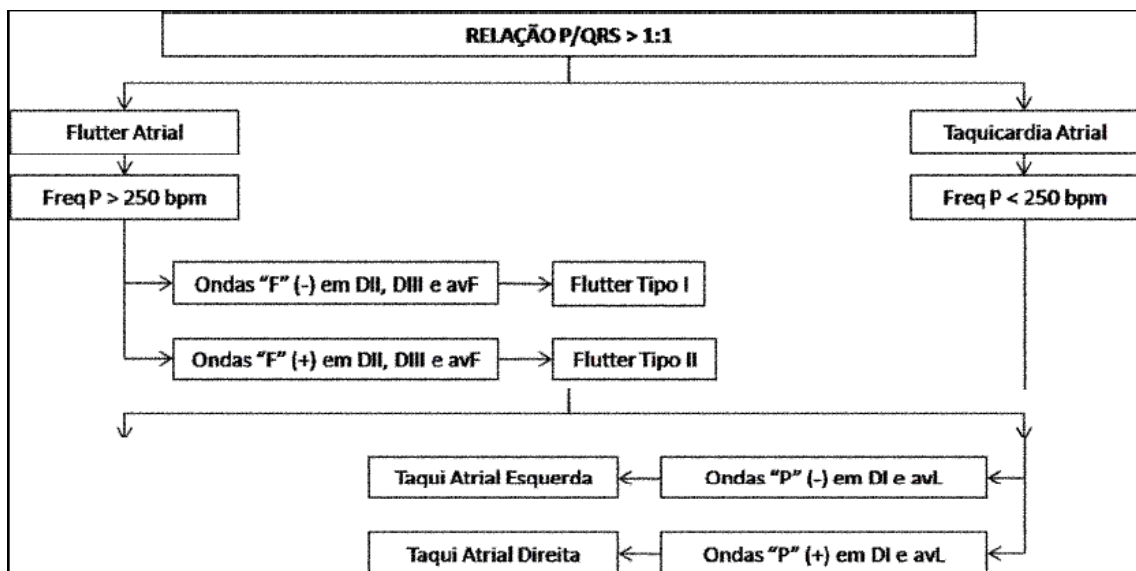 RELAÇÃO P/QRS > 1:1
Flutter Atrial
Taquicardia Atrial
Freq P > 250 bpm
Freq P < 250 bpm
Ondas “F” (-) em DII, DIII e avF
Flutter Tipo I
Ondas “F” (+) em DII, DIII e avF
Flutter Tipo II
Taqui Atrial Esquerda
Ondas “P” (-) em DI e avL
Taqui Atrial Direita
Ondas “P” (+) em DI e avL